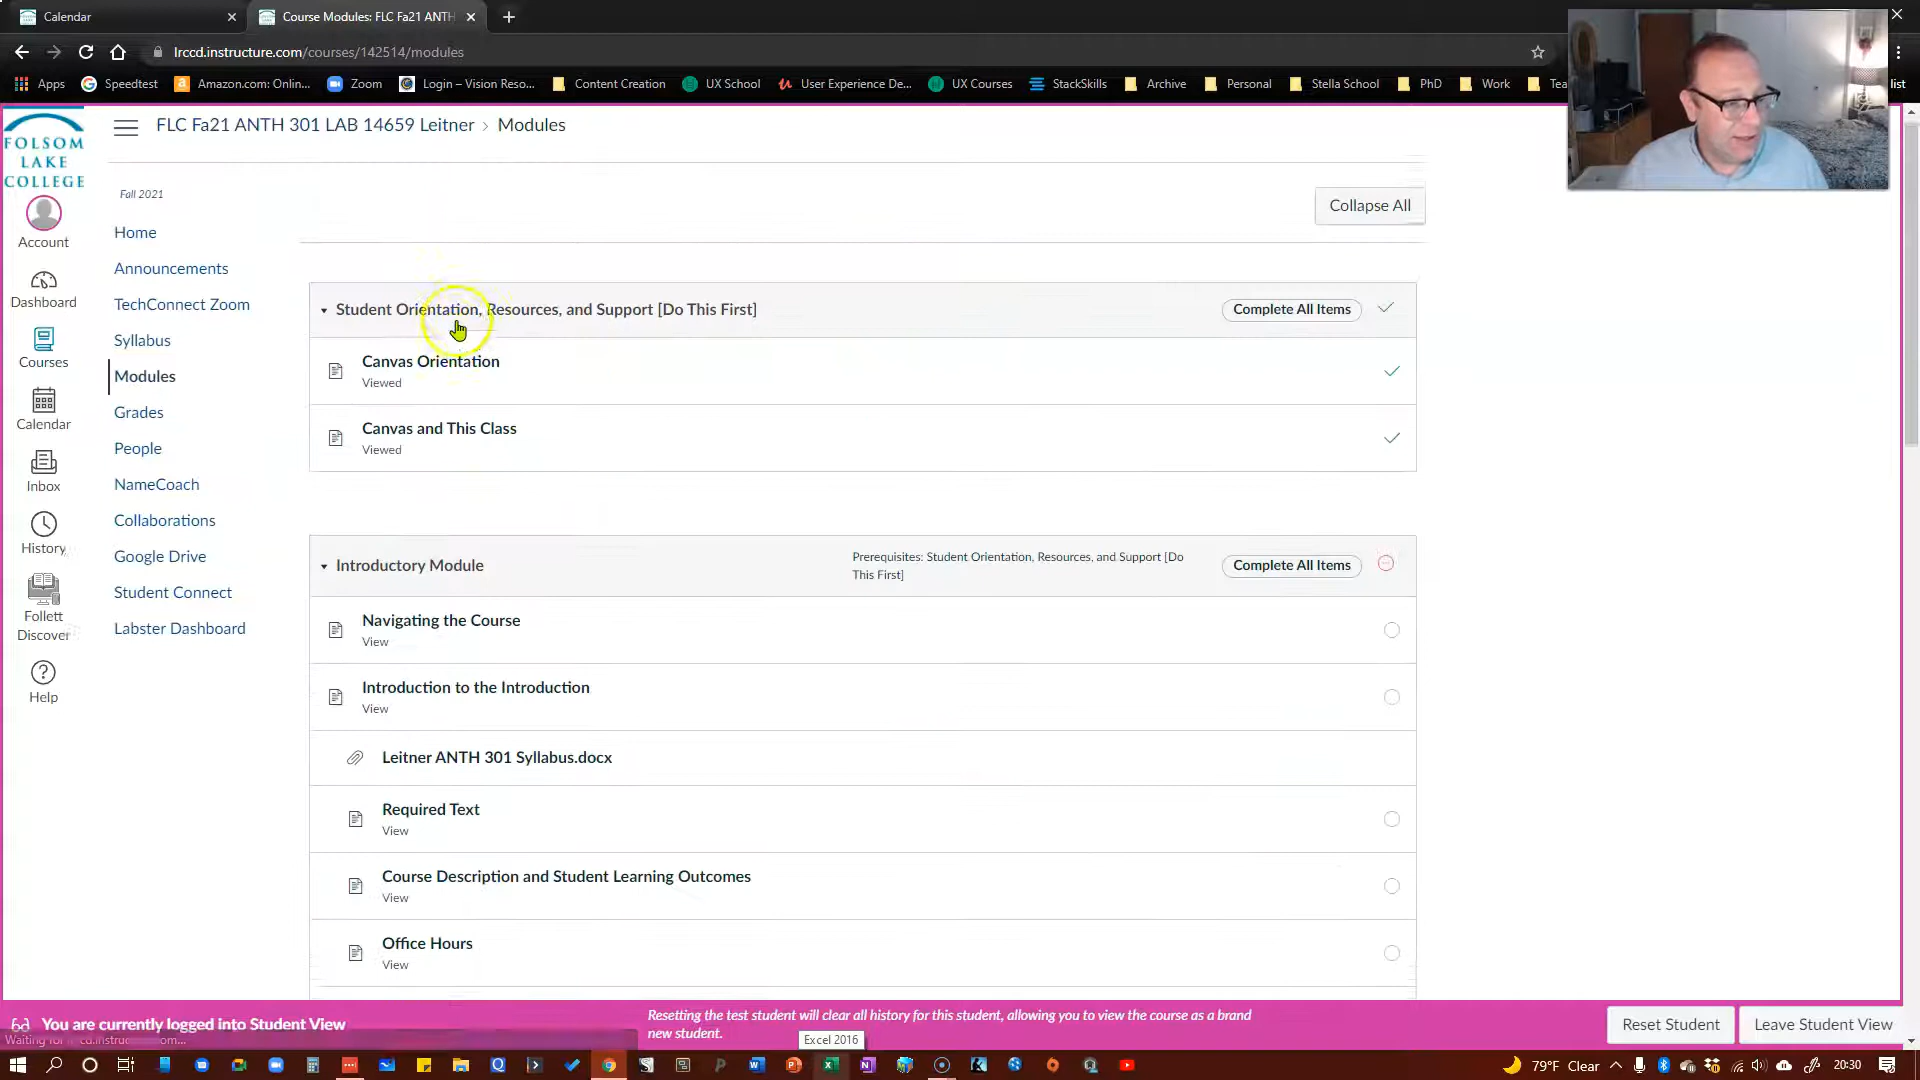 Calendar
Course Modules: FLC Fa21 ANTH
lrccd.instructure.com/courses/142514/modules
Apps
Speedtest
Amazon.com: Onlin...
Zoom
Login – Vision Reso...
Content Creation
UX School
User Experience De...
UX Courses
StackSkills
Archive
Personal
Stella School
PhD
Work
Tea
list
FOLSOM
LAKE
COLLEGE
FLC Fa21 ANTH 301 LAB 14659 Leitner › Modules
Fall 2021
Account
Dashboard
Courses
Calendar
Inbox
History
Follett
Discover
Help
Home
Announcements
TechConnect Zoom
Syllabus
Modules
Grades
People
NameCoach
Collaborations
Google Drive
Student Connect
Labster Dashboard
Collapse All
Student Orientation, Resources, and Support [Do This First]
Complete All Items
Canvas Orientation
Viewed
Canvas and This Class
Viewed
Introductory Module
Prerequisites: Student Orientation, Resources, and Support [Do
This First]
Complete All Items
Navigating the Course
View
Introduction to the Introduction
View
Leitner ANTH 301 Syllabus.docx
Required Text
View
Course Description and Student Learning Outcomes
View
Office Hours
View
You are currently logged into Student View
Resetting the test student will clear all history for this student, allowing you to view the course as a brand
new student.
Reset Student
Leave Student View
Waiting for
Excel 2016
79°F Clear
20:30